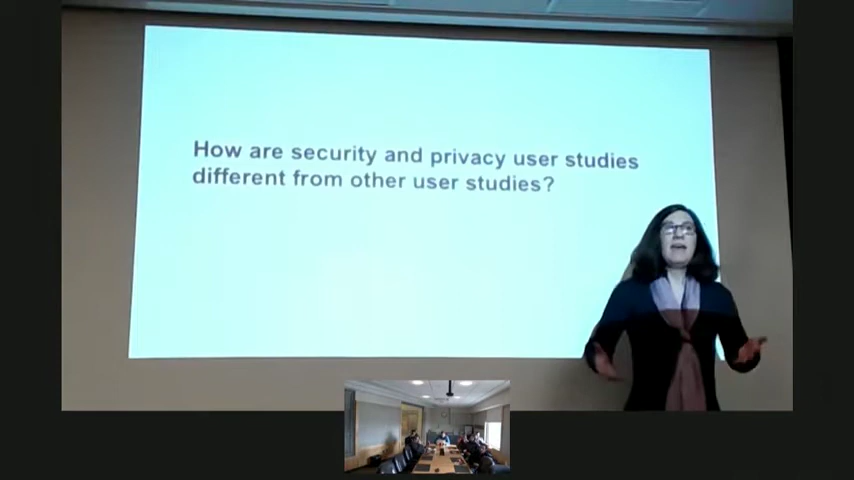 How are security and privacy user studies
different from other user studies?